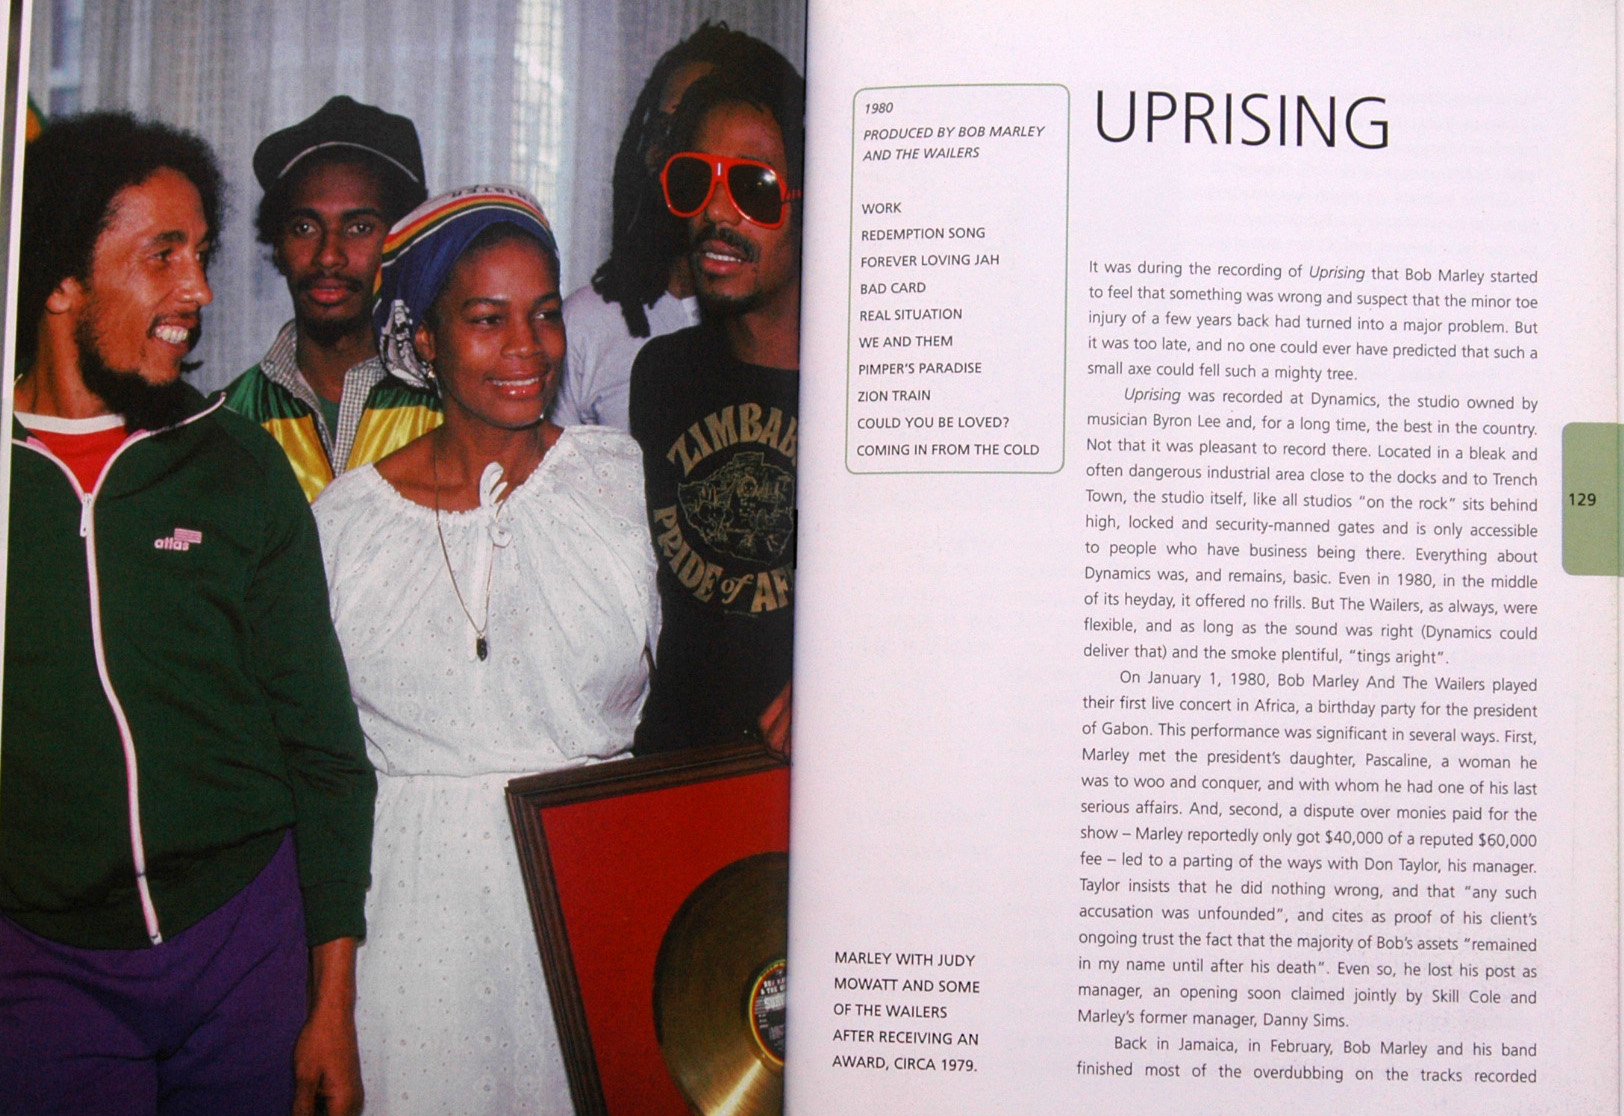 atlas
ZIMBAB
PRIDE of AF
1980
PRODUCED BY BOB MARLEY
AND THE WAILERS
WORK
REDEMPTION SONG
FOREVER LOVING JAH
BAD CARD
REAL SITUATION
WE AND THEM
PIMPER'S PARADISE
ZION TRAIN
COULD YOU BE LOVED?
COMING IN FROM THE COLD
UPRISING
It was during the recording of Uprising that Bob Marley started
to feel that something was wrong and suspect that the minor toe
injury of a few years back had turned into a major problem. But
it was too late, and no one could ever have predicted that such a
small axe could fell such a mighty tree.
Uprising was recorded at Dynamics, the studio owned by
musician Byron Lee and, for a long time, the best in the country.
Not that it was pleasant to record there. Located in a bleak and
often dangerous industrial area close to the docks and to Trench
Town, the studio itself, like all studios “on the rock” sits behind
high, locked and security-manned gates and is only accessible
to people who have business being there. Everything about
Dynamics was, and remains, basic. Even in 1980, in the middle
of its heyday, it offered no frills. But The Wailers, as always, were
flexible, and as long as the sound was right (Dynamics could
deliver that) and the smoke plentiful, “tings aright”.
On January 1, 1980, Bob Marley And The Wailers played
their first live concert in Africa, a birthday party for the president
of Gabon. This performance was significant in several ways. First,
Marley met the president’s daughter, Pascaline, a woman he
was to woo and conquer, and with whom he had one of his last
serious affairs. And, second, a dispute over monies paid for the
show – Marley reportedly only got $40,000 of a reputed $60,000
fee – led to a parting of the ways with Don Taylor, his manager.
Taylor insists that he did nothing wrong, and that “any such
accusation was unfounded”, and cites as proof of his client’s
ongoing trust the fact that the majority of Bob’s assets “remained
in my name until after his death”. Even so, he lost his post as
manager, an opening soon claimed jointly by Skill Cole and
Marley’s former manager, Danny Sims.
Back in Jamaica, in February, Bob Marley and his band
finished most of the overdubbing on the tracks recorded
129
MARLEY WITH JUDY
MOWATT AND SOME
OF THE WAILERS
AFTER RECEIVING AN
AWARD, CIRCA 1979.